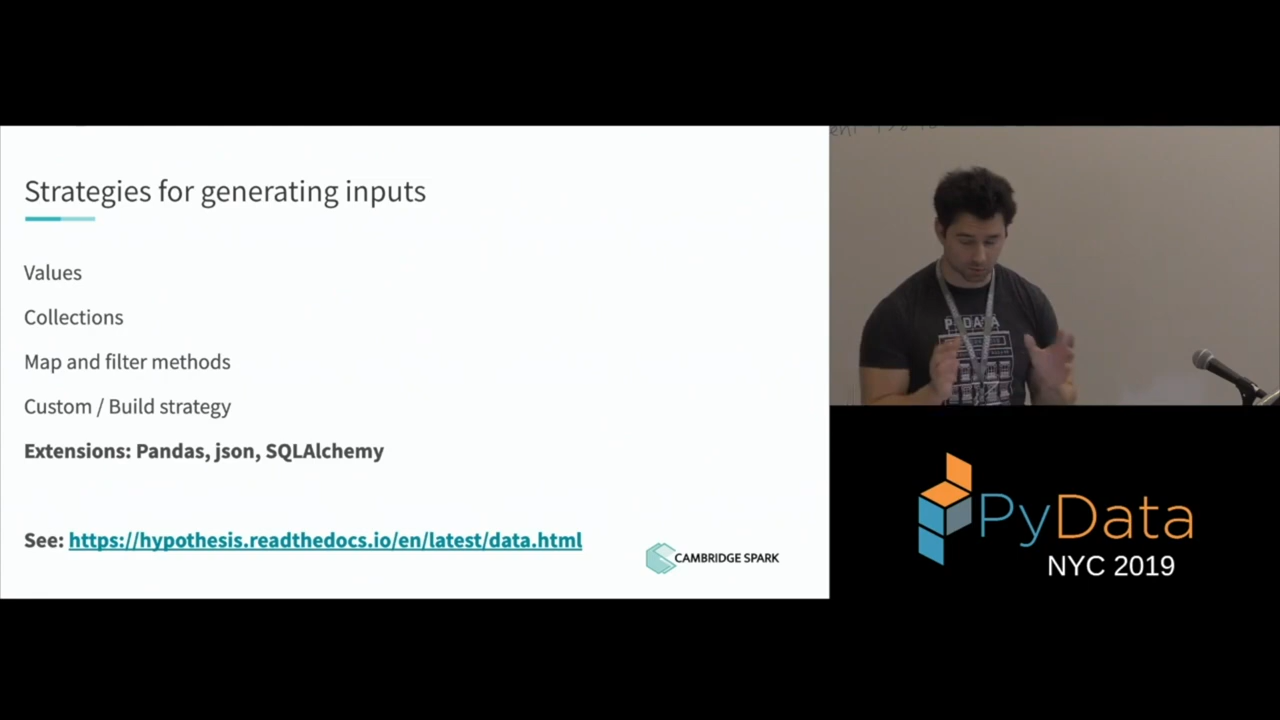 Strategies for generating inputs
Values
Collections
Map and filter methods
Custom / Build strategy
Extensions: Pandas, json, SQLAlchemy
See: https://hypothesis.readthedocs.io/en/latest/data.html
CAMBRIDGE SPARK
PYDATA
PyData
NYC 2019